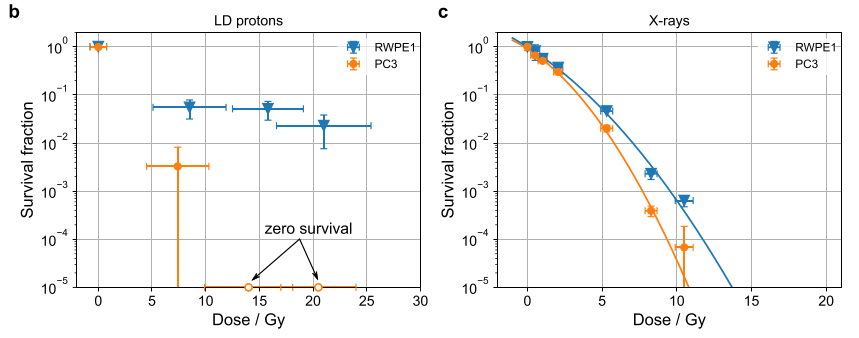 b
LD protons
10^0
10^-1
10^-2
10^-3
10^-4
10^-5
Survival fraction
RWPE1
PC3
zero survival
0 5 10 15 20 25 30
Dose / Gy
c
X-rays
10^0
10^-1
10^-2
10^-3
10^-4
10^-5
Survival fraction
RWPE1
PC3
0 5 10 15 20
Dose / Gy